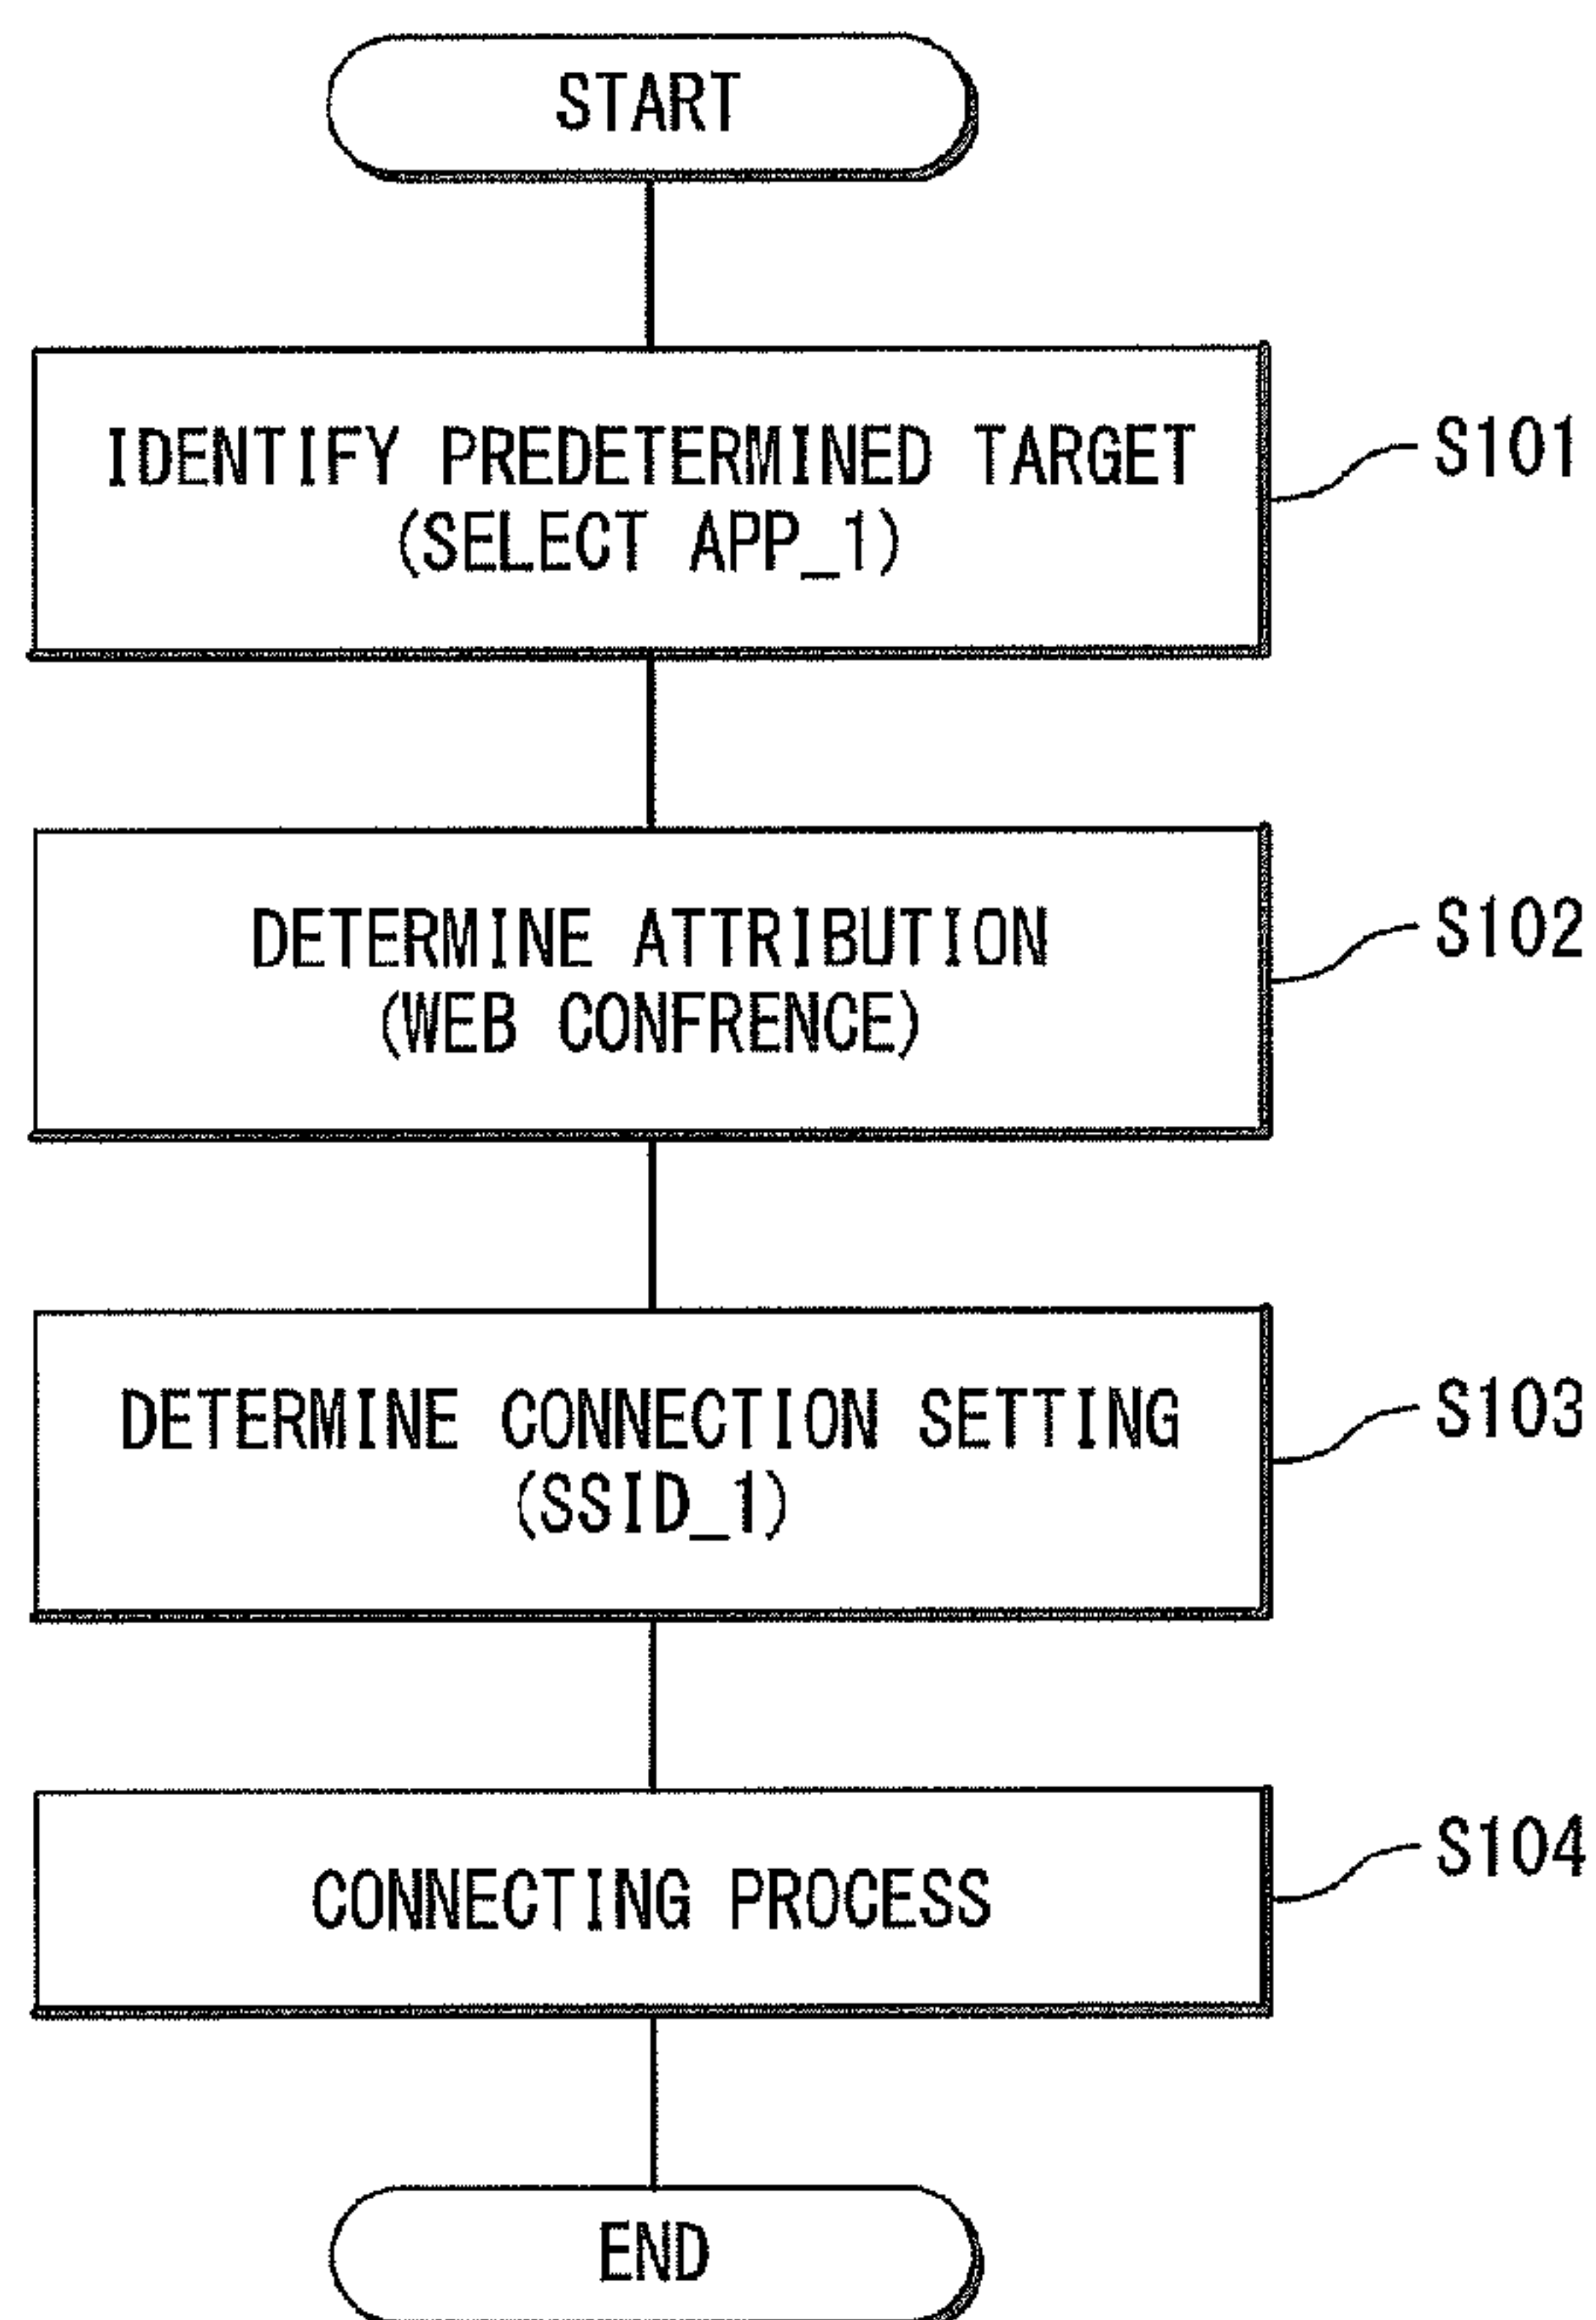 START
IDENTIFY PREDETERMINED TARGET
(SELECT APP_1)
S101
DETERMINE ATTRIBUTION
(WEB CONFRENCE)
S102
DETERMINE CONNECTION SETTING
(SSID_1)
S103
CONNECTING PROCESS
S104
END